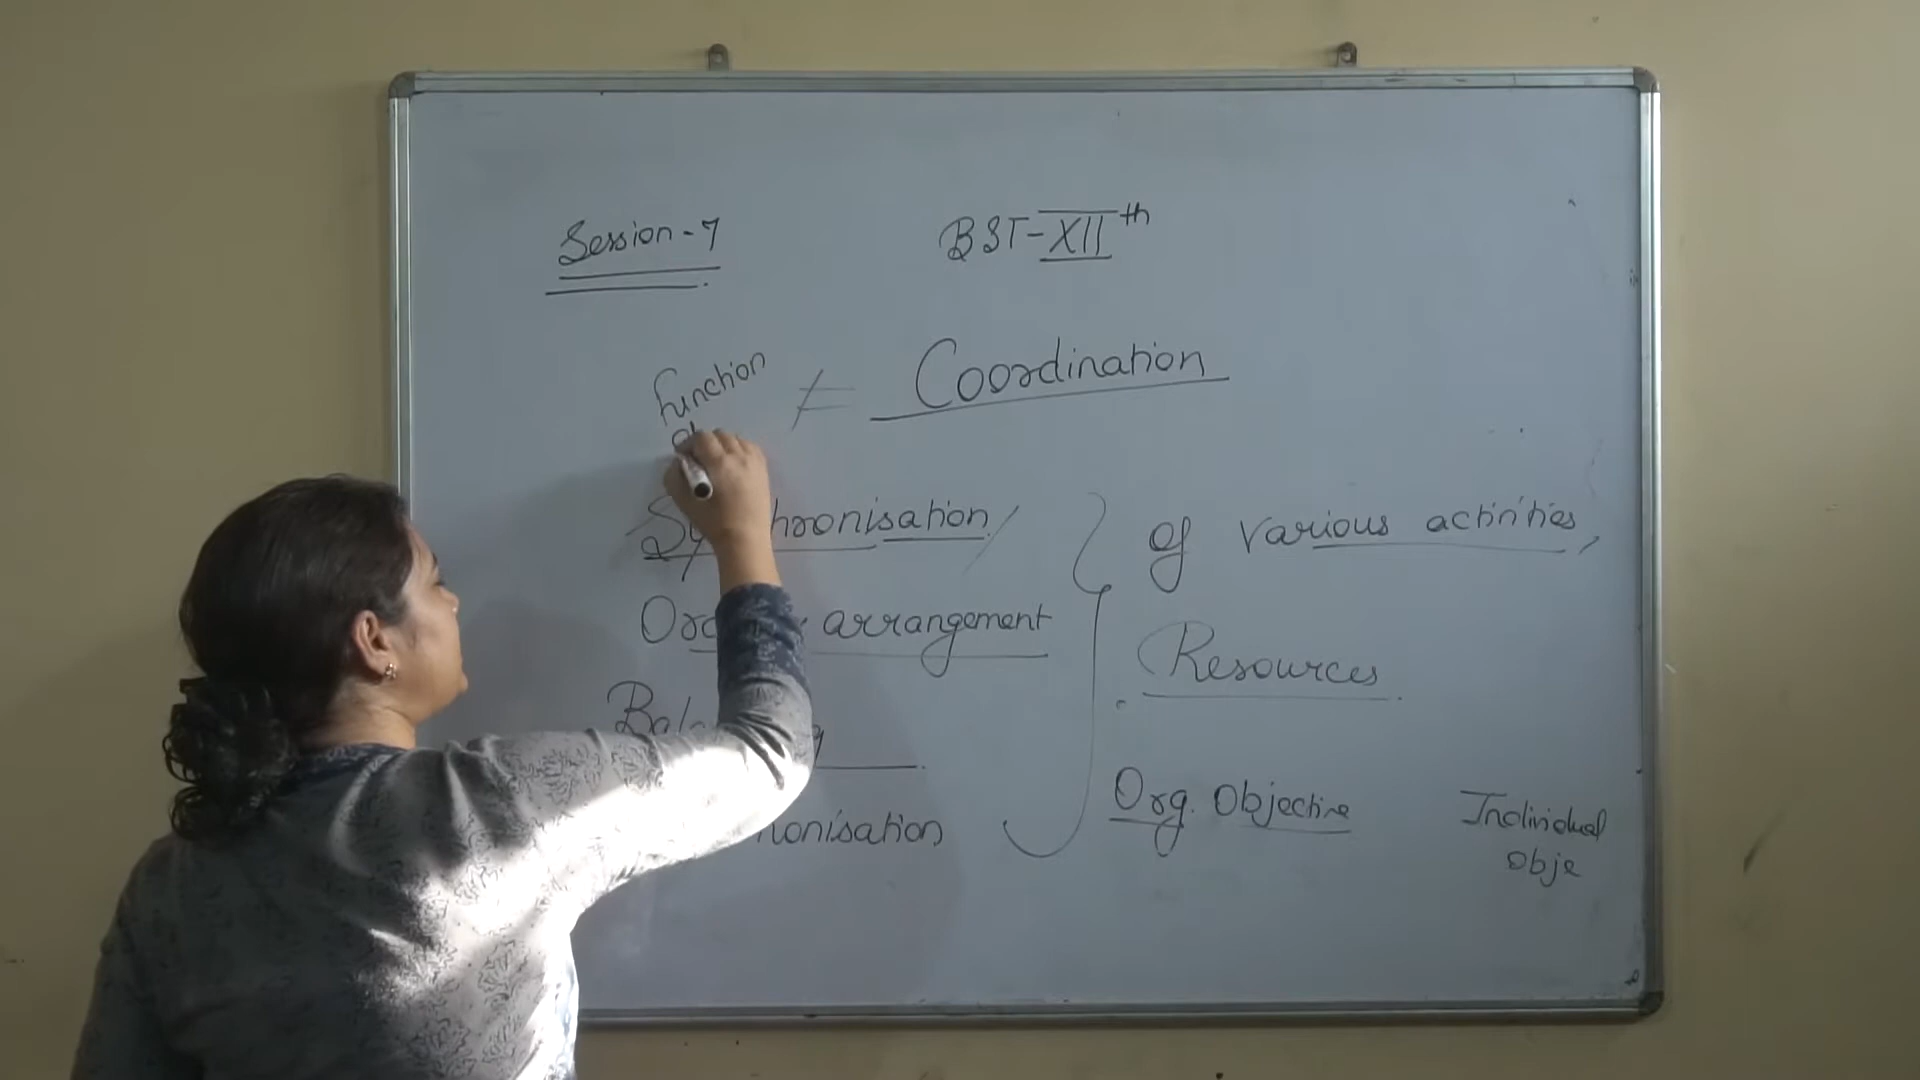 Session-7
BST-XIIth
function ≠ Coordination
hronisation
of various activities,
arrangement
Resources
Org. Objective
Individual
Obje
onisation